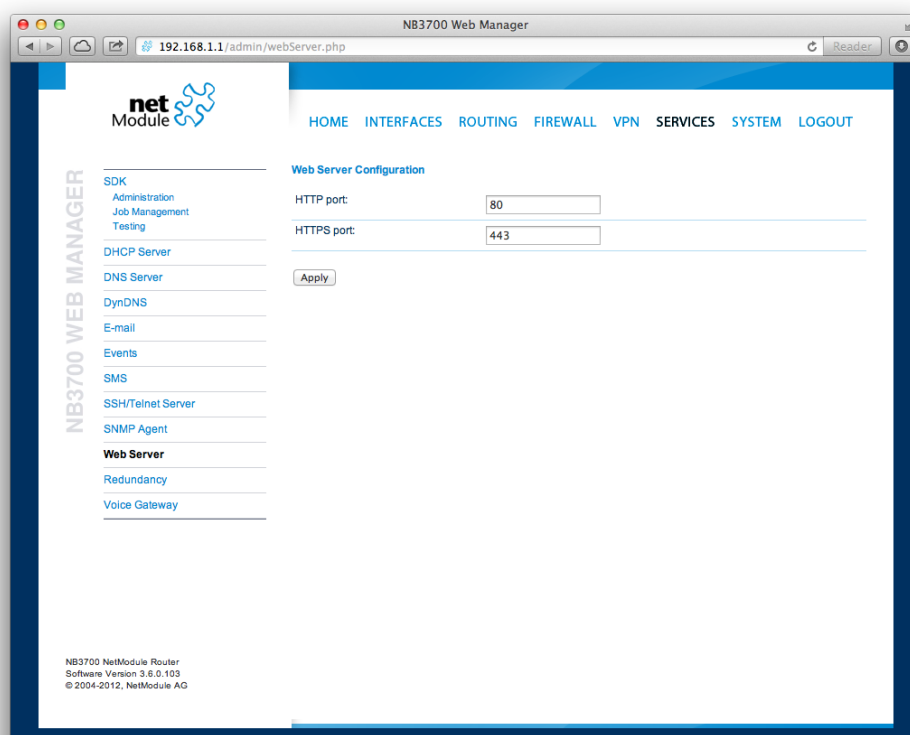 NB3700 Web Manager
192.168.1.1/admin/webServer.php
Reader
net
Module
HOME INTERFACES ROUTING FIREWALL VPN SERVICES SYSTEM LOGOUT
NB3700 WEB MANAGER
SDK
Administration
Job Management
Testing
DHCP Server
DNS Server
DynDNS
E-mail
Events
SMS
SSH/Telnet Server
SNMP Agent
Web Server
Redundancy
Voice Gateway
Web Server Configuration
HTTP port: 80
HTTPS port: 443
Apply
NB3700 NetModule Router
Software Version 3.6.0.103
© 2004-2012, NetModule AG